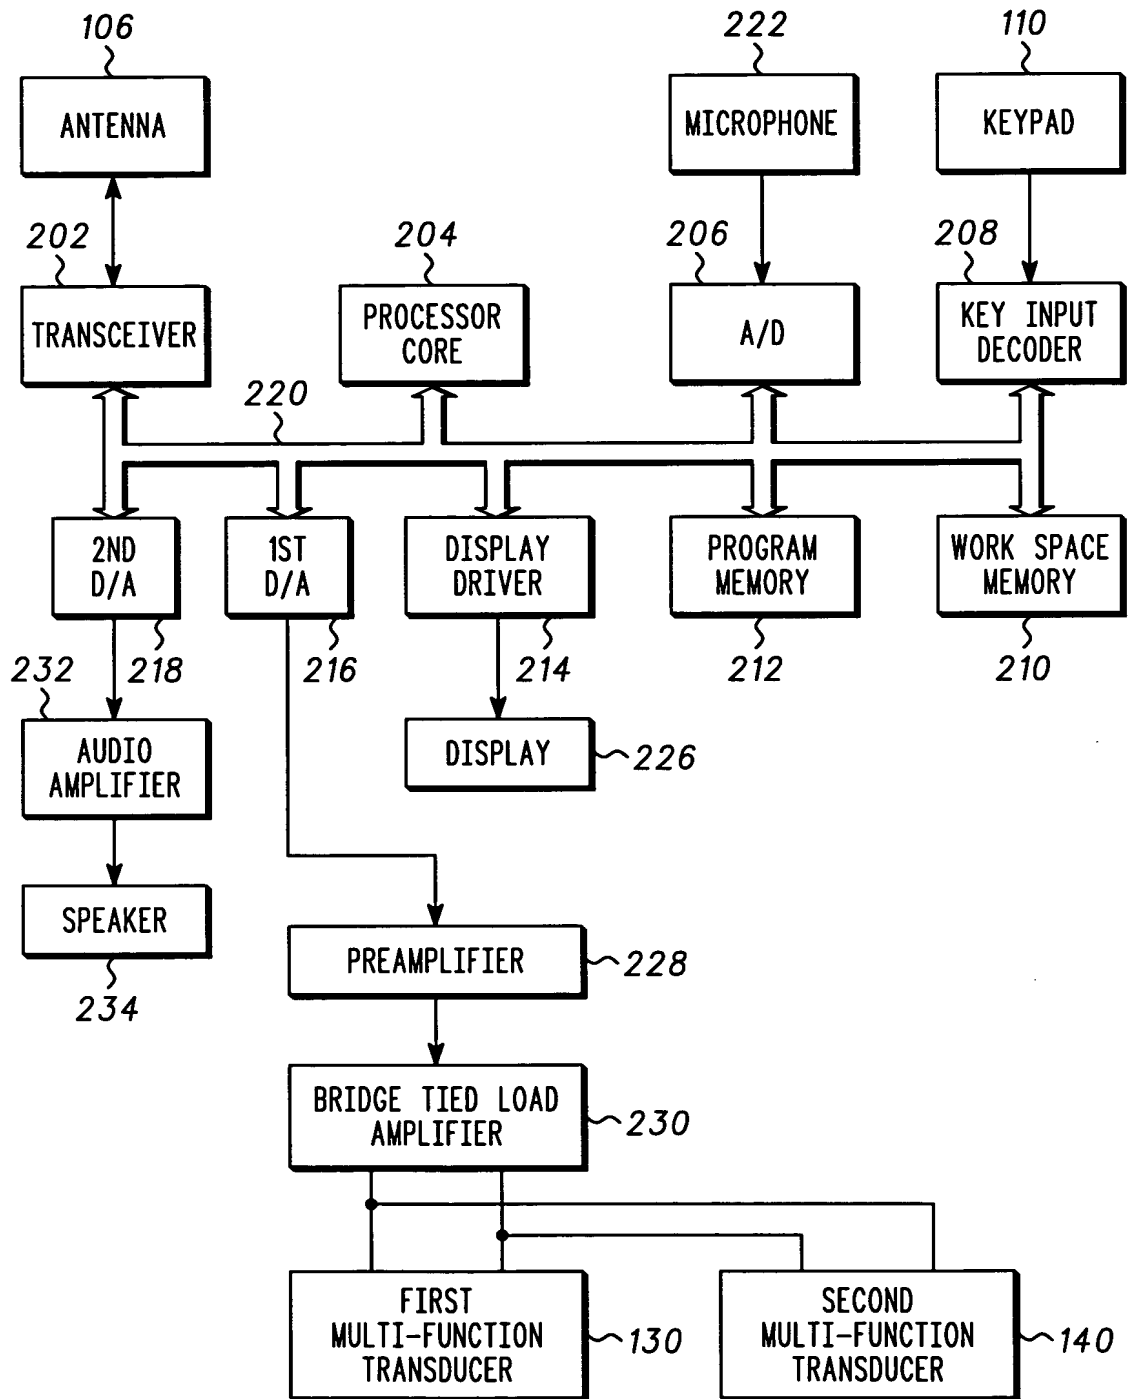 106
222
110
ANTENNA
MICROPHONE
KEYPAD
202
204
206
208
TRANSCEIVER
PROCESSOR
CORE
A/D
KEY INPUT
DECODER
220
2ND
D/A
1ST
D/A
DISPLAY
DRIVER
PROGRAM
MEMORY
WORK SPACE
MEMORY
218
216
214
212
210
232
AUDIO
AMPLIFIER
DISPLAY
226
SPEAKER
234
PREAMPLIFIER
228
BRIDGE TIED LOAD
AMPLIFIER
230
FIRST
MULTI-FUNCTION
TRANSDUCER
130
SECOND
MULTI-FUNCTION
TRANSDUCER
140